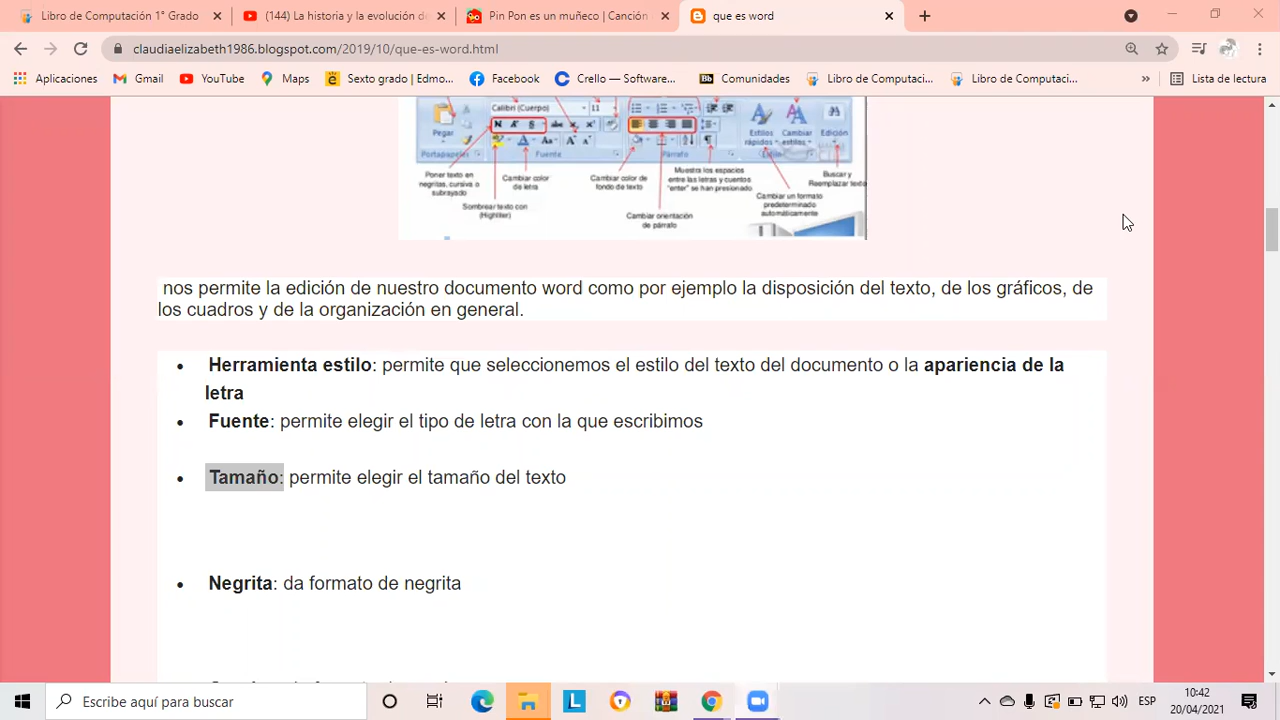 Libro de Computación 1° Grado
(144) La historia y la evolución d
Pin Pon es un muñeco | Canción
que es word
claudiaelizabeth1986.blogspot.com/2019/10/que-es-word.html
Aplicaciones
Gmail
YouTube
Maps
Sexto grado | Edmo...
Facebook
Crello — Software...
Comunidades
Libro de Computaci...
Libro de Computaci...
»
Lista de lectura
Calibri (Cuerpo) 11
Pegar
N K S abc x₂ x²
Estilos rápidos
Cambiar estilos
Edición
Portapapeles
Fuente
Párrafo
Estilo
Poner texto en
negritas, cursiva o
subrayado
Cambiar color
de letra
Sombrear texto con
(Highliter)
Cambiar color de
fondo de texto
Muestra los espacios
entre las letras y cuantos
"enter" se han presionado
Cambiar orientación
de párrafo
Cambiar un formato
predeterminado
automáticamente
Buscar y
Reemplazar texto
nos permite la edición de nuestro documento word como por ejemplo la disposición del texto, de los gráficos, de
los cuadros y de la organización en general.
• Herramienta estilo: permite que seleccionemos el estilo del texto del documento o la apariencia de la
letra
• Fuente: permite elegir el tipo de letra con la que escribimos
• Tamaño: permite elegir el tamaño del texto
• Negrita: da formato de negrita
Escribe aquí para buscar
ESP
10:42
20/04/2021